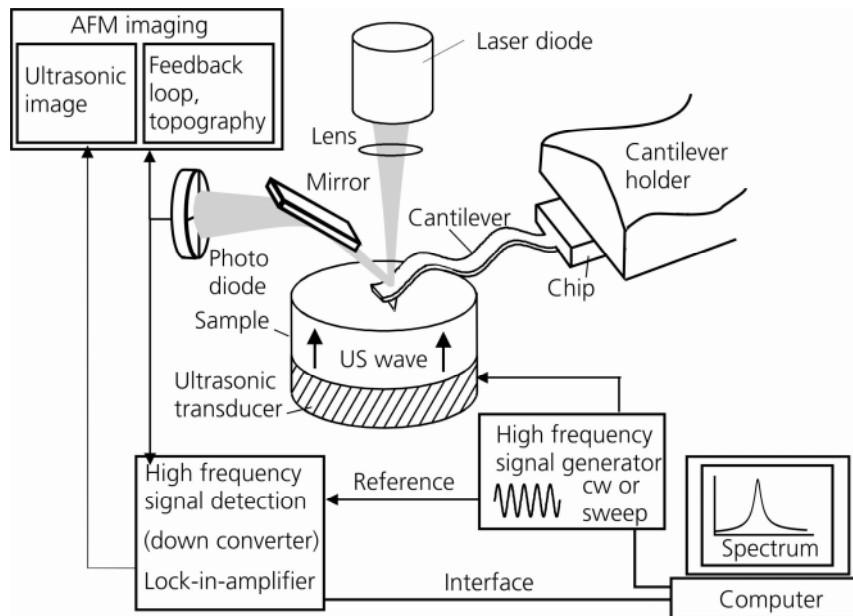 AFM imaging
Ultrasonic
image
Feedback
loop,
topography
Laser diode
Lens
Mirror
Cantilever
holder
Cantilever
Photo
diode
Chip
Sample
US wave
Ultrasonic
transducer
High frequency
signal generator
cw or
sweep
High frequency
signal detection
(down converter)
Lock-in-amplifier
Reference
Interface
Spectrum
Computer